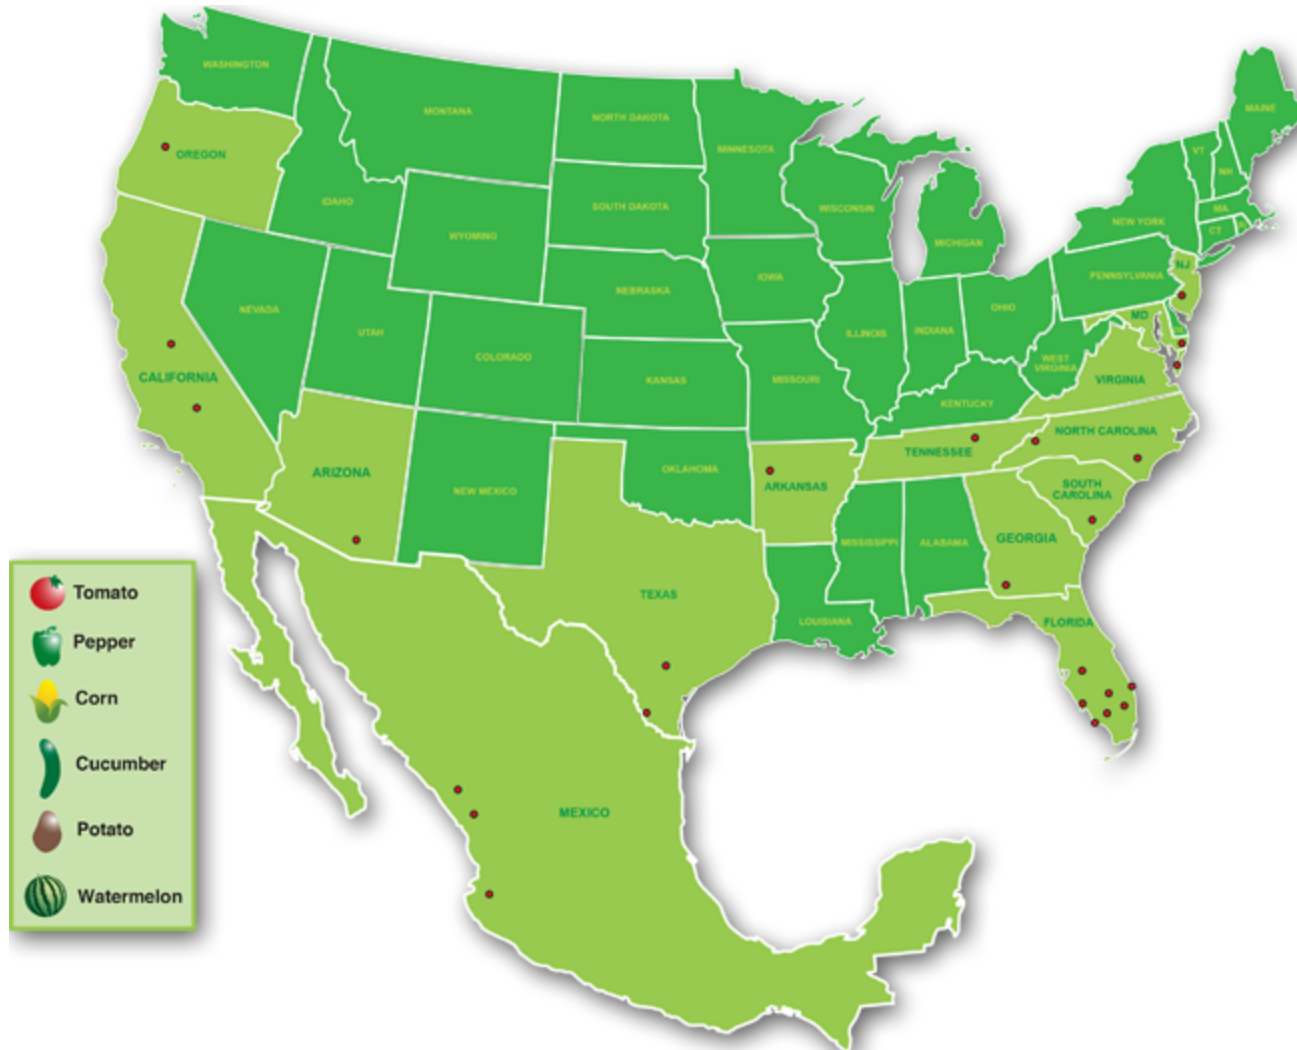 WASHINGTON
MONTANA
NORTH DAKOTA
MINNESOTA
MAINE
OREGON
VT
NH
IDAHO
SOUTH DAKOTA
WISCONSIN
NEW YORK
MA
CT
WYOMING
MICHIGAN
NJ
PENNSYLVANIA
IOWA
NEBRASKA
NEVADA
OHIO
MD
UTAH
ILLINOIS
INDIANA
COLORADO
WEST
VIRGINIA
CALIFORNIA
KANSAS
MISSOURI
VIRGINIA
KENTUCKY
NORTH CAROLINA
TENNESSEE
ARIZONA
OKLAHOMA
ARKANSAS
SOUTH
CAROLINA
NEW MEXICO
MISSISSIPPI
ALABAMA
GEORGIA
TEXAS
LOUISIANA
FLORIDA
MEXICO
Tomato
Pepper
Corn
Cucumber
Potato
Watermelon